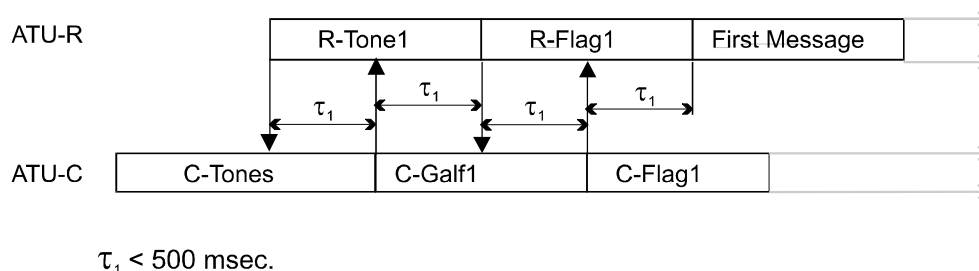 ATU-R
R-Tone1 R-Flag1 First Message
τ1 τ1 τ1 τ1
ATU-C
C-Tones C-Galf1 C-Flag1
τ1 < 500 msec.